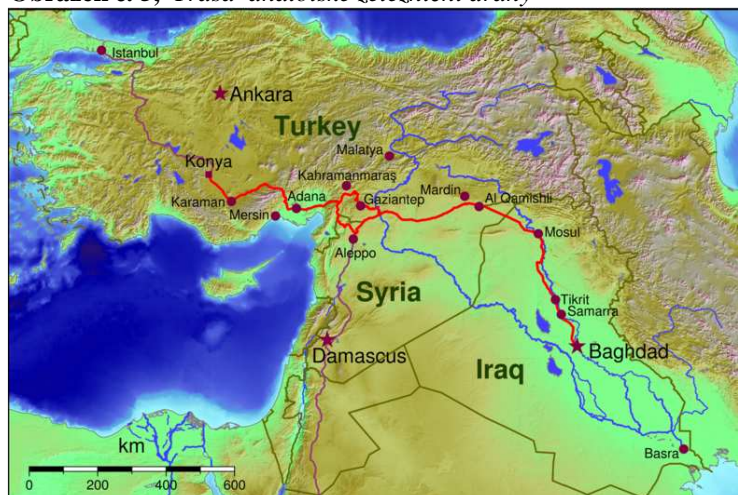 Istanbul
Ankara
Turkey
Malatya
Konya
Kahramanmaraş
Mardin
Al Qamishli
Karaman
Adana
Gaziantep
Mersin
Mosul
Aleppo
Syria
Tikrit
Samarra
Damascus
Baghdad
Iraq
km
Basra
0 200 400 600